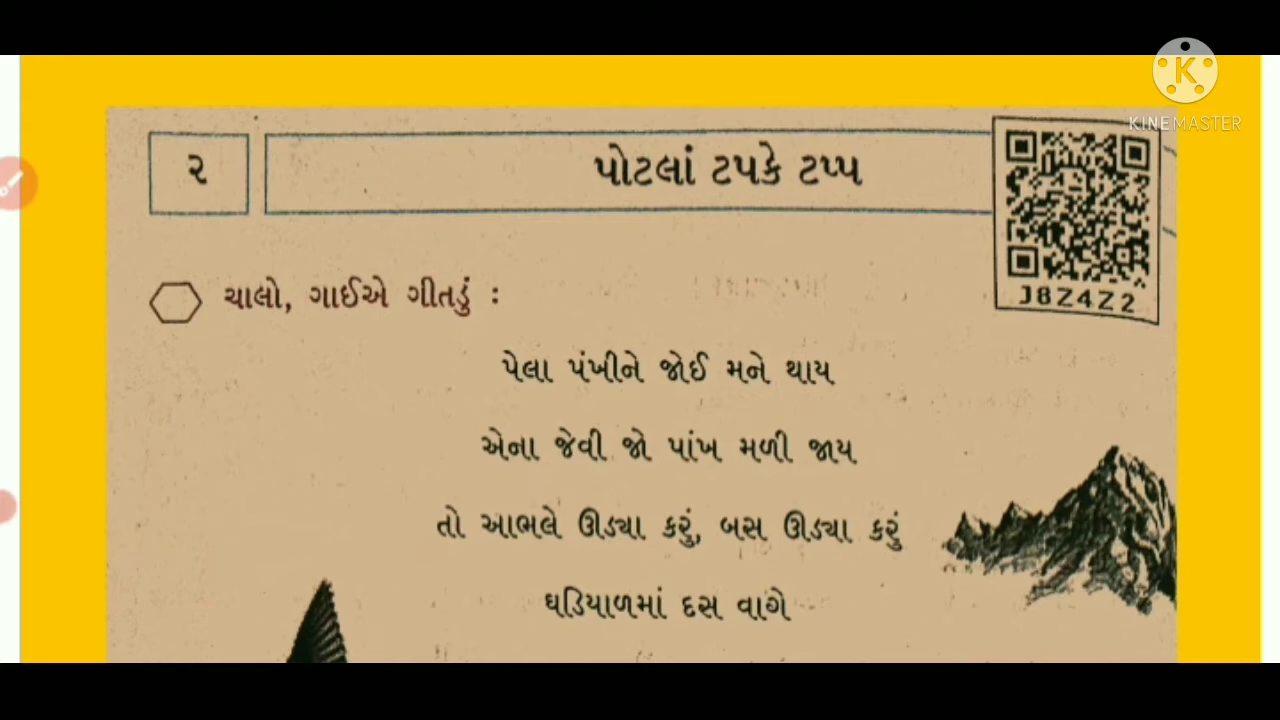 KINEMASTER
૨
પોટલાં ટપકે ટપ્પ
J8Z4Z2
ચાલો, ગાઈએ ગીતડું :
પેલા પંખીને જોઈ મને થાય
એના જેવી જો પાંખ મળી જાય
તો આભલે ઊડ્યા કરું, બસ ઊડ્યા કરું
ઘડિયાળમાં દસ વાગે